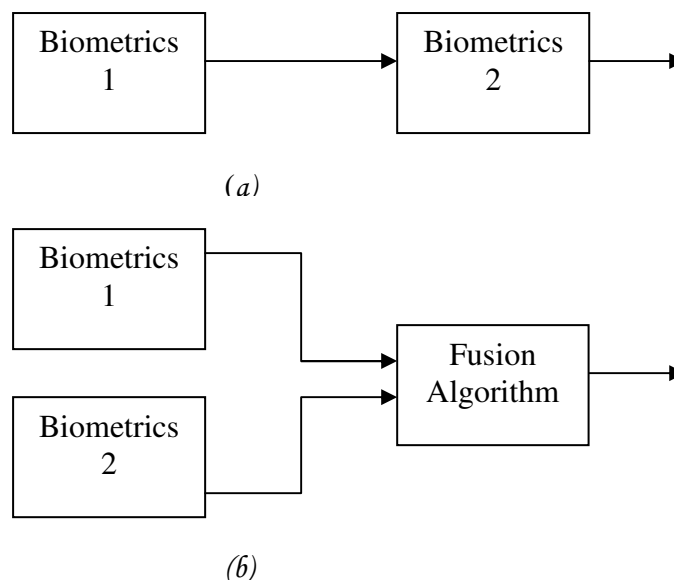 Biometrics
1
Biometrics
2
(a)
Biometrics
1
Fusion
Algorithm
Biometrics
2
(b)